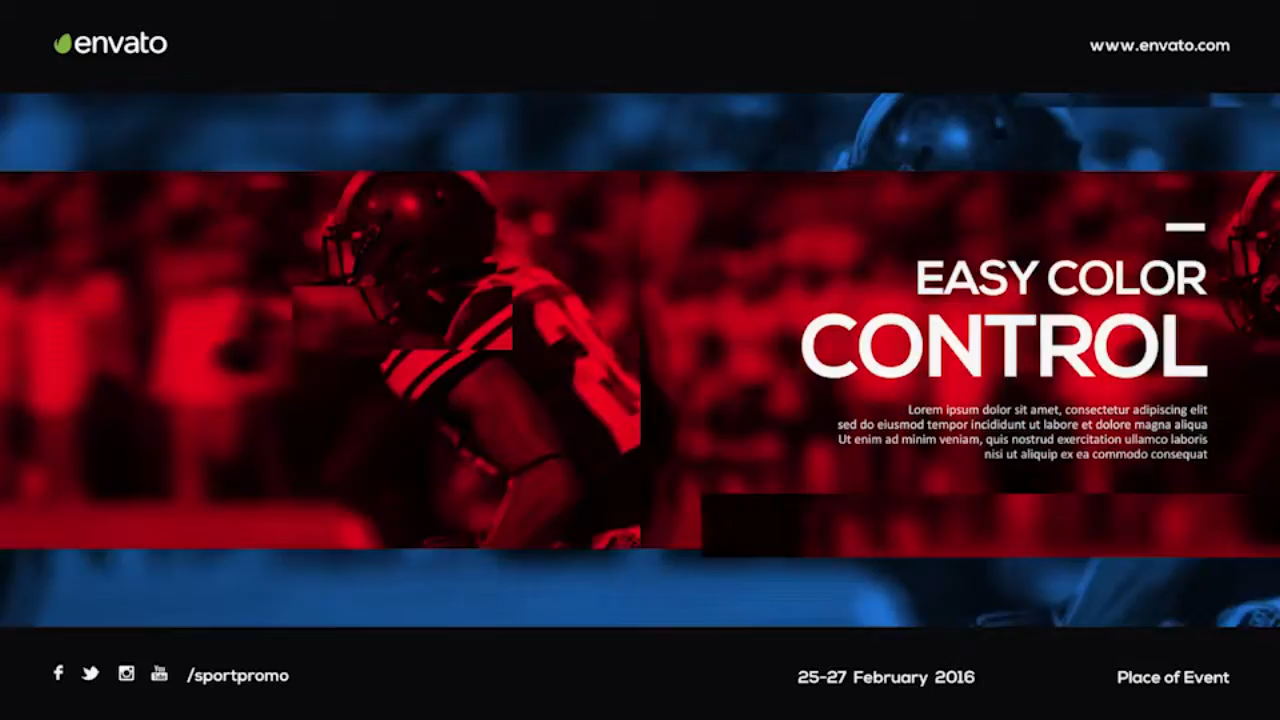 envato
www.envato.com
EASY COLOR
CONTROL
Lorem ipsum dolor sit amet, consectetur adipiscing elit
sed do eiusmod tempor incididunt ut labore et dolore magna aliqua
Ut enim ad minim veniam, quis nostrud exercitation ullamco laboris
nisi ut aliquip ex ea commodo consequat
You Tube
/sportpromo
25-27 February 2016
Place of Event